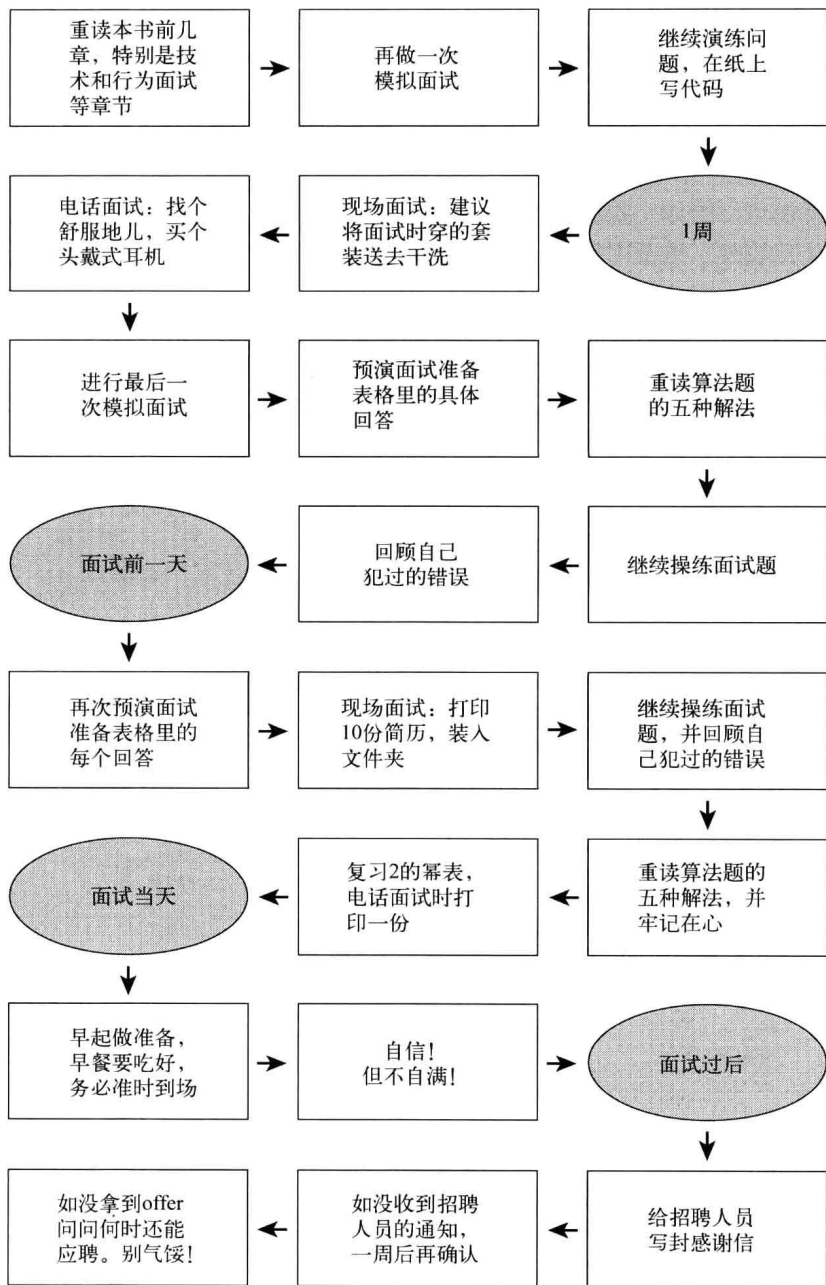 重读本书前几
章，特别是技
术和行为面试
等章节
再做一次
模拟面试
继续演练问
题，在纸上
写代码
1周
现场面试：建议
将面试时穿的套
装送去干洗
电话面试：找个
舒服地儿，买个
头戴式耳机
进行最后一
次模拟面试
预演面试准备
表格里的具体
回答
重读算法题
的五种解法
继续操练面试题
回顾自己
犯过的错误
面试前一天
再次预演面试
准备表格里的
每个回答
现场面试：打印
10份简历，装入
文件夹
继续操练面试
题，并回顾自
己犯过的错误
重读算法题的
五种解法，并
牢记在心
复习2的幂表，
电话面试时打
印一份
面试当天
早起做准备，
早餐要吃好，
务必准时到场
自信！
但不自满！
面试过后
给招聘人员
写封感谢信
如没收到招聘
人员的通知，
一周后再确认
如没拿到offer
问问何时还能
应聘。别气馁！